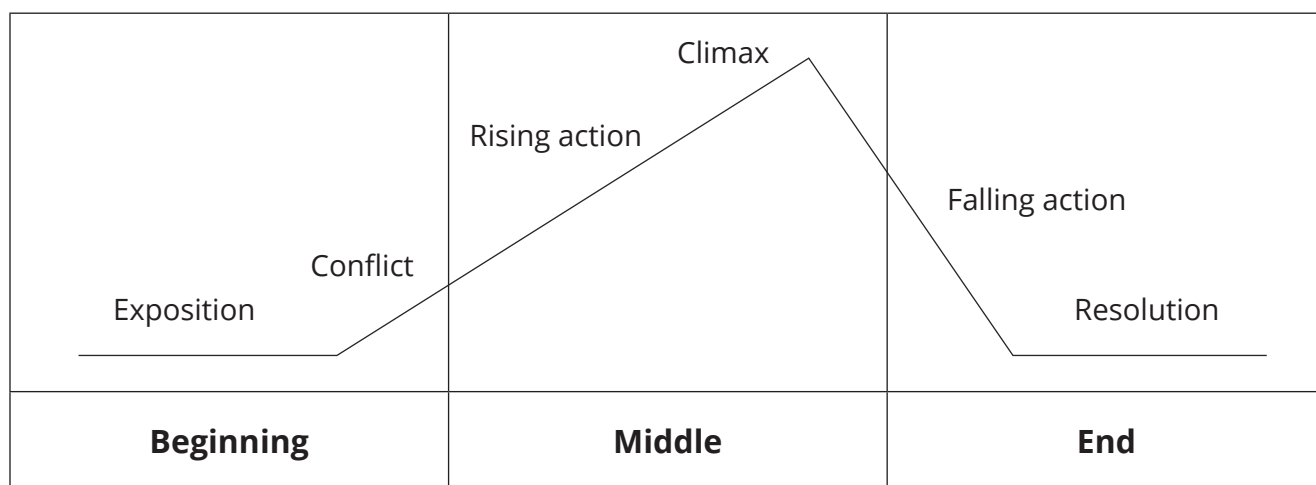 Climax
Rising action
Falling action
Conflict
Exposition
Resolution
Beginning
Middle
End